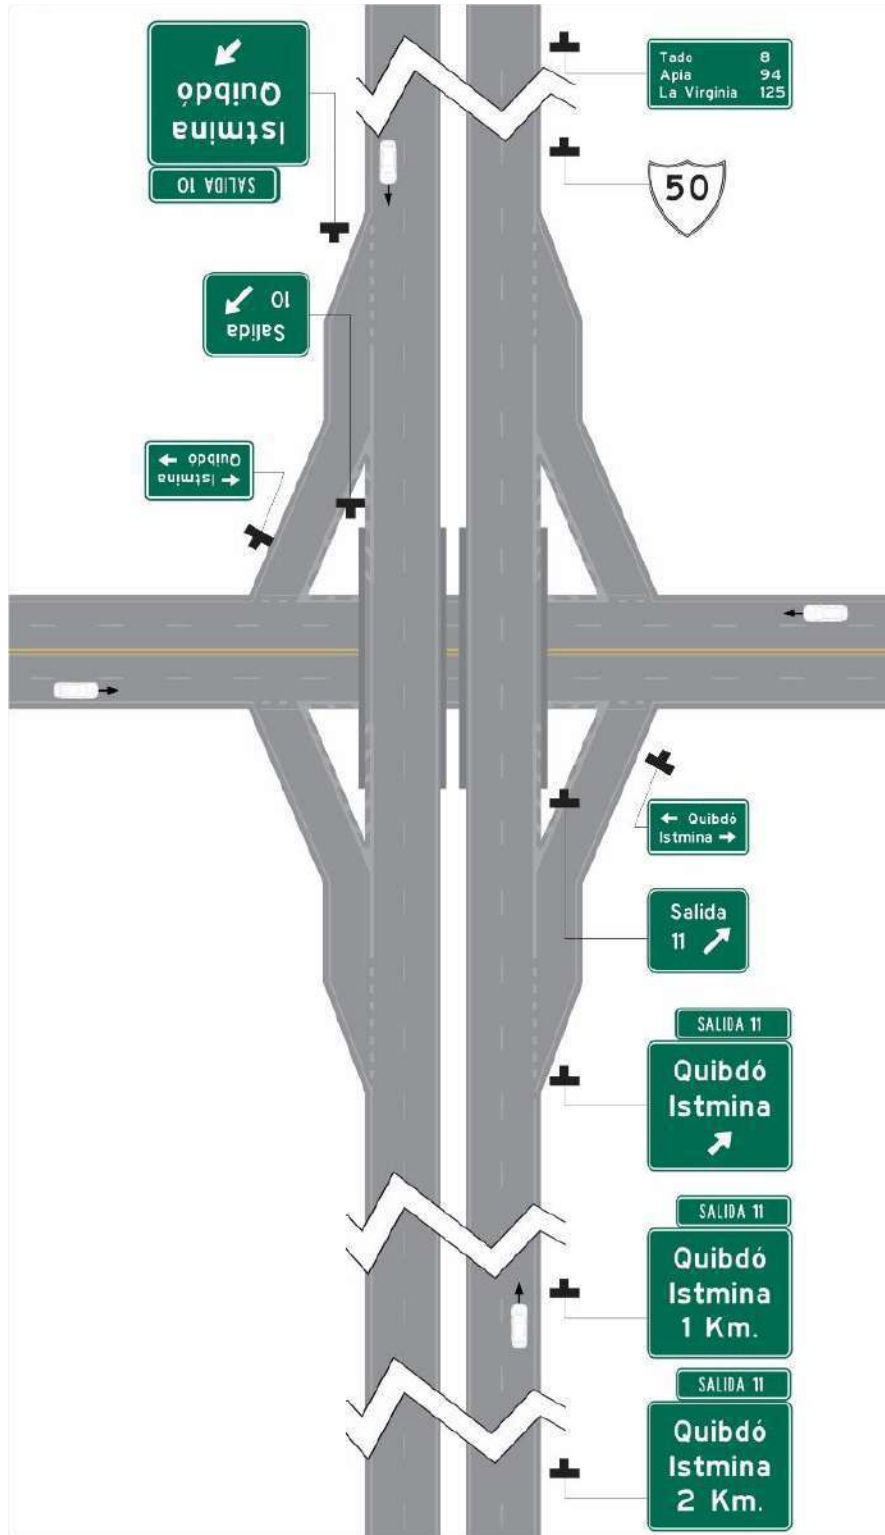 SALIDA 10
Istmina
Quibdó
Tado 8
Apia 94
La Virginia 125
50
Salida
10
Istmina
Quibdó
Quibdó
Istmina
Salida
11
SALIDA 11
Quibdó
Istmina
SALIDA 11
Quibdó
Istmina
1 Km.
SALIDA 11
Quibdó
Istmina
2 Km.